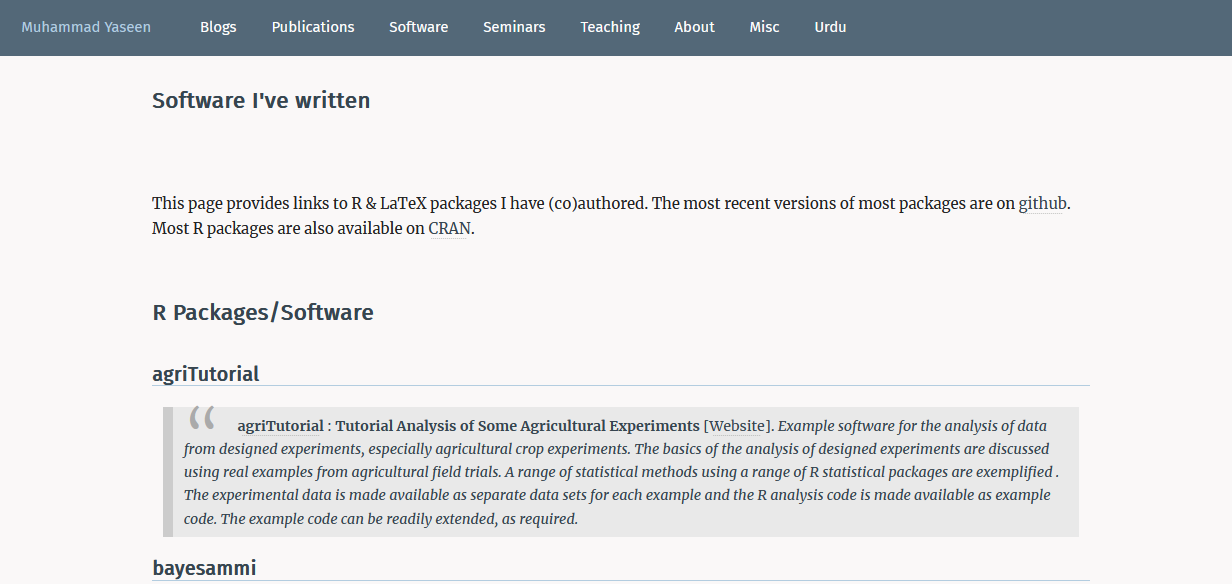 Muhammad Yaseen Blogs Publications Software Seminars Teaching About Misc Urdu
Software I've written
This page provides links to R & LaTeX packages I have (co)authored. The most recent versions of most packages are on github.
Most R packages are also available on CRAN.
R Packages/Software
agriTutorial
“ agriTutorial : Tutorial Analysis of Some Agricultural Experiments [Website]. Example software for the analysis of data
from designed experiments, especially agricultural crop experiments. The basics of the analysis of designed experiments are discussed
using real examples from agricultural field trials. A range of statistical methods using a range of R statistical packages are exemplified .
The experimental data is made available as separate data sets for each example and the R analysis code is made available as example
code. The example code can be readily extended, as required.
bayesammi